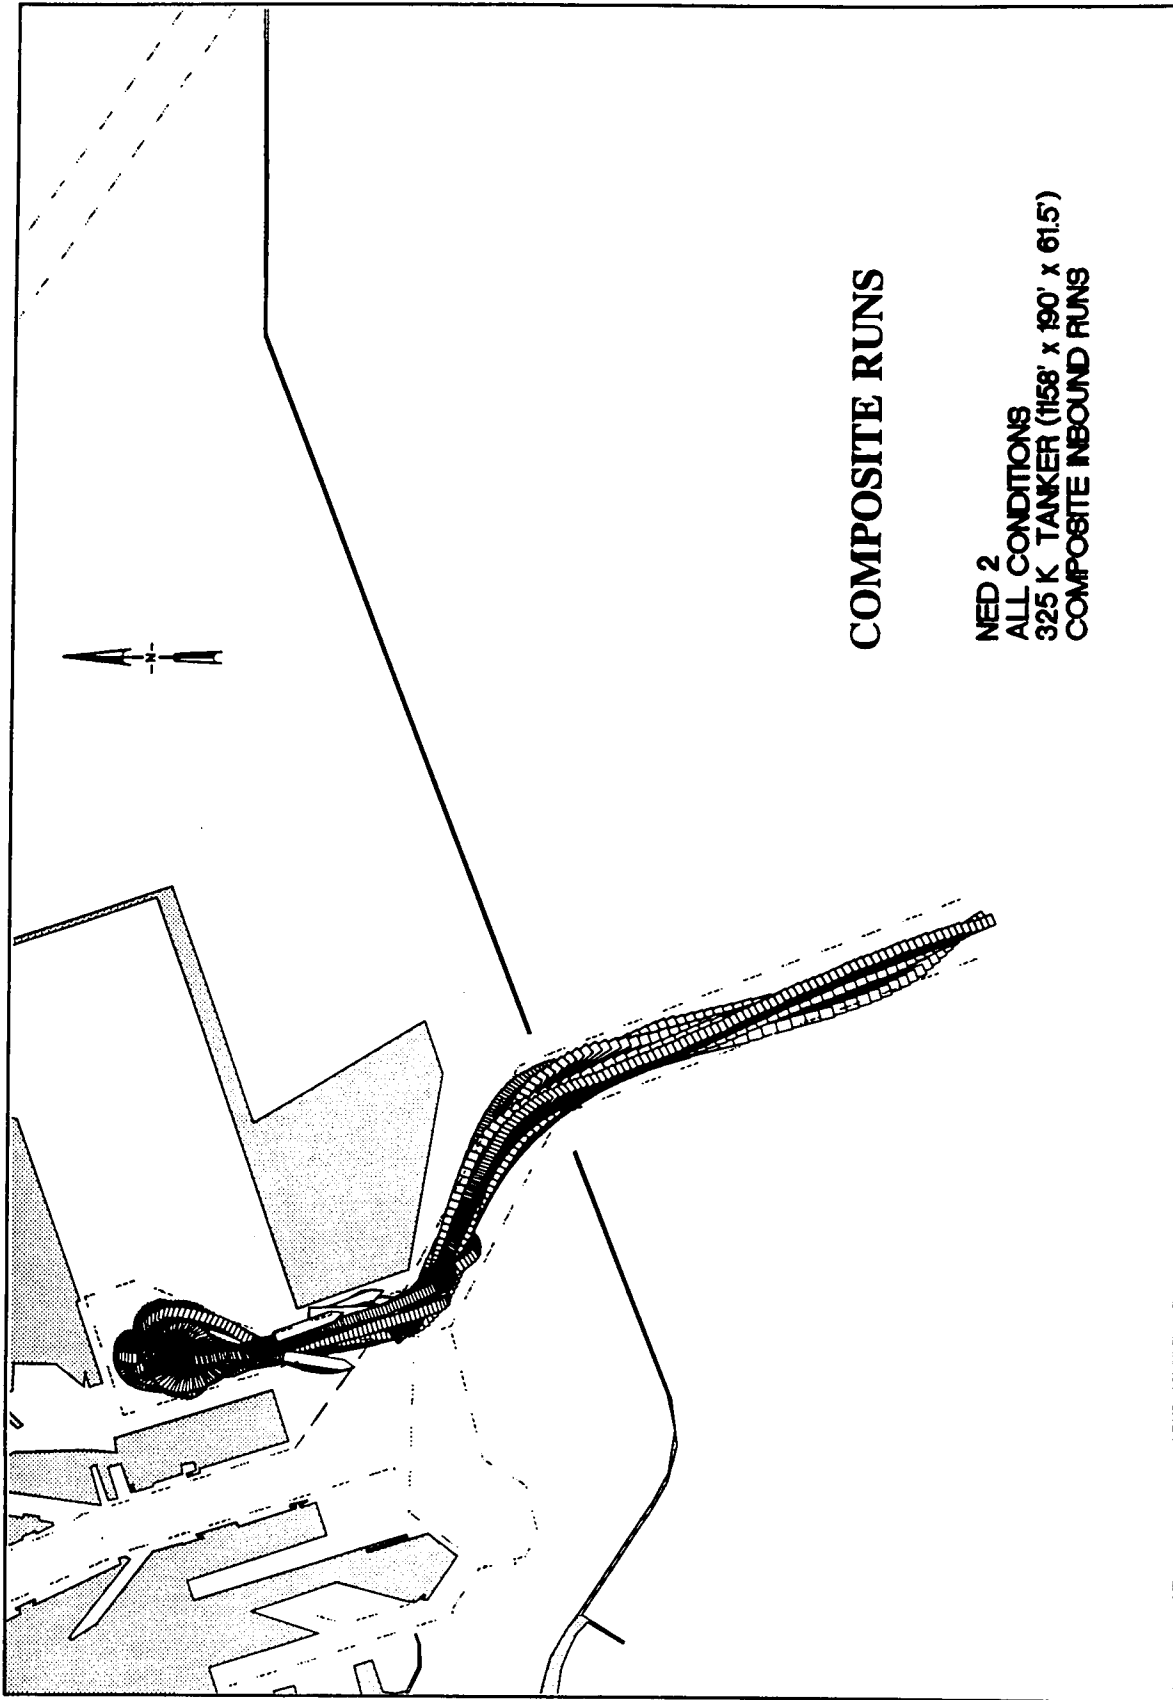 -N-
COMPOSITE RUNS
NED 2
ALL CONDITIONS
325 K TANKER (1158' x 190' x 61.5')
COMPOSITE INBOUND RUNS